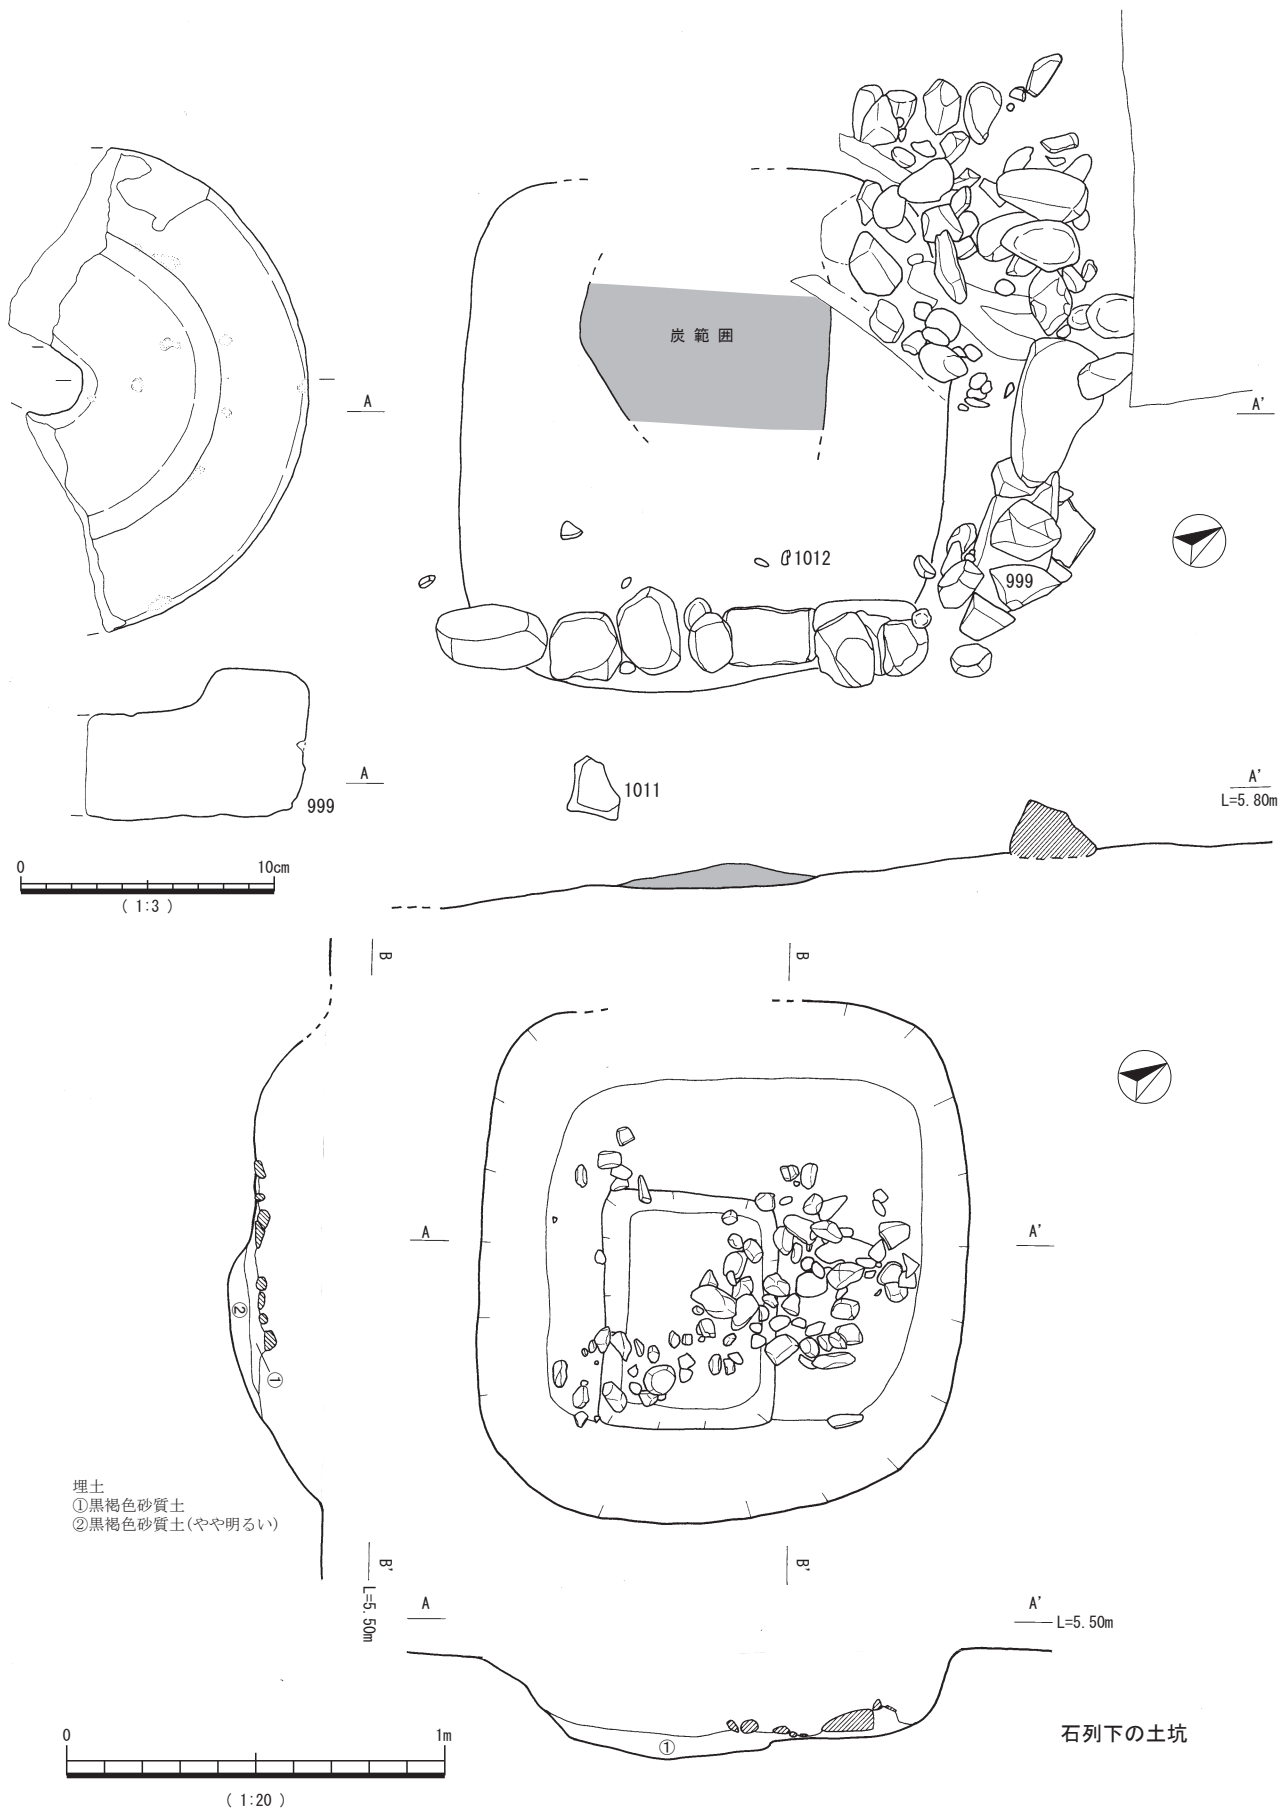 炭範囲
A
A'
1012
999
1011
A
A'
L=5.80m
999
0 10cm
( 1:3 )
B
B
A
A'
②
①
埋土
①黒褐色砂質土
②黒褐色砂質土(やや明るい)
B'
L=5.50m
B'
A
A'
L=5.50m
①
石列下の土坑
0 1m
( 1:20 )